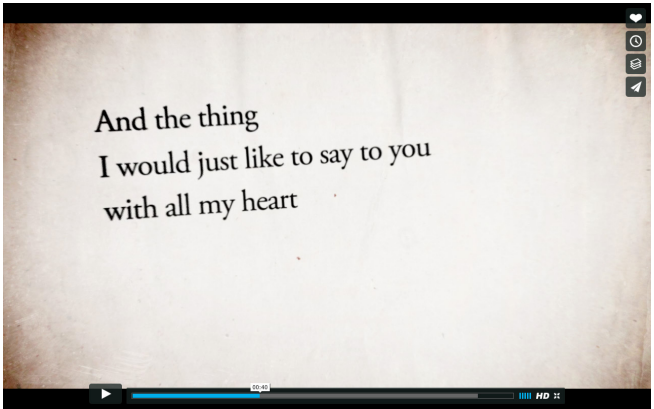 And the thing
I would just like to say to you
with all my heart
00:40
HD